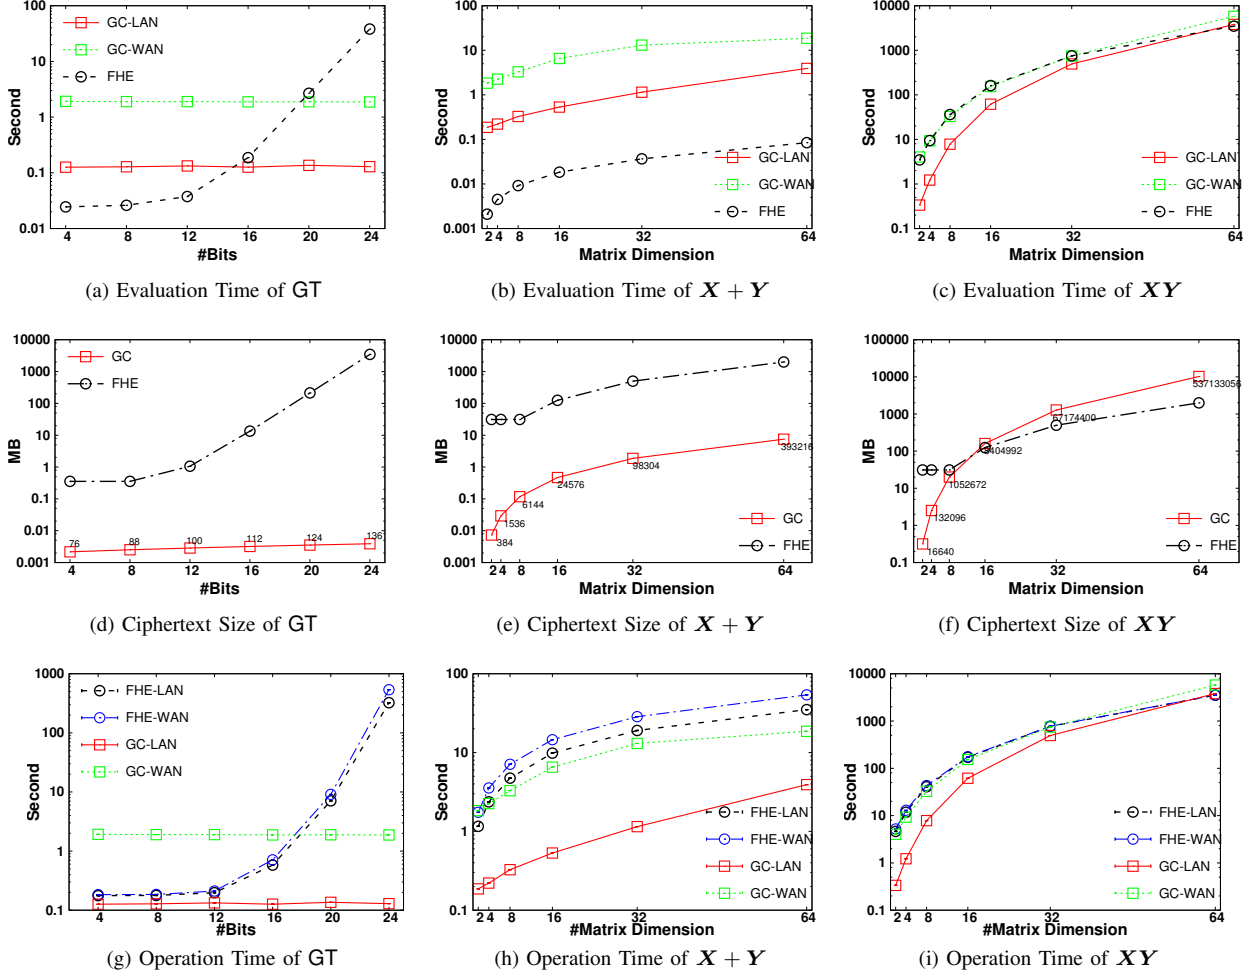 100
10
1
0.1
0.01
Second
GC-LAN
GC-WAN
FHE
4 8 12 16 20 24
#Bits
(a) Evaluation Time of GT
100
10
1
0.1
0.01
0.001
Second
GC-LAN
GC-WAN
FHE
2 4 8 16 32 64
Matrix Dimension
(b) Evaluation Time of X + Y
10000
1000
100
10
1
0.1
Second
GC-LAN
GC-WAN
FHE
2 4 8 16 32 64
Matrix Dimension
(c) Evaluation Time of XY
10000
1000
100
10
1
0.1
0.01
0.001
MB
GC
FHE
76 88 100 112 124 136
4 8 12 16 20 24
#Bits
(d) Ciphertext Size of GT
10000
1000
100
10
1
0.1
0.01
0.001
MB
393216
98304
24576
6144
1536
384
GC
FHE
2 4 8 16 32 64
Matrix Dimension
(e) Ciphertext Size of X + Y
100000
10000
1000
100
10
1
0.1
MB
537133056
67174400
8404992
1052672
132096
16640
GC
FHE
2 4 8 16 32 64
Matrix Dimension
(f) Ciphertext Size of XY
1000
100
10
1
0.1
Second
FHE-LAN
FHE-WAN
GC-LAN
GC-WAN
4 8 12 16 20 24
#Bits
(g) Operation Time of GT
100
10
1
0.1
Second
FHE-LAN
FHE-WAN
GC-LAN
GC-WAN
2 4 8 16 32 64
#Matrix Dimension
(h) Operation Time of X + Y
10000
1000
100
10
1
0.1
Second
FHE-LAN
FHE-WAN
GC-LAN
GC-WAN
2 4 8 16 32 64
#Matrix Dimension
(i) Operation Time of XY